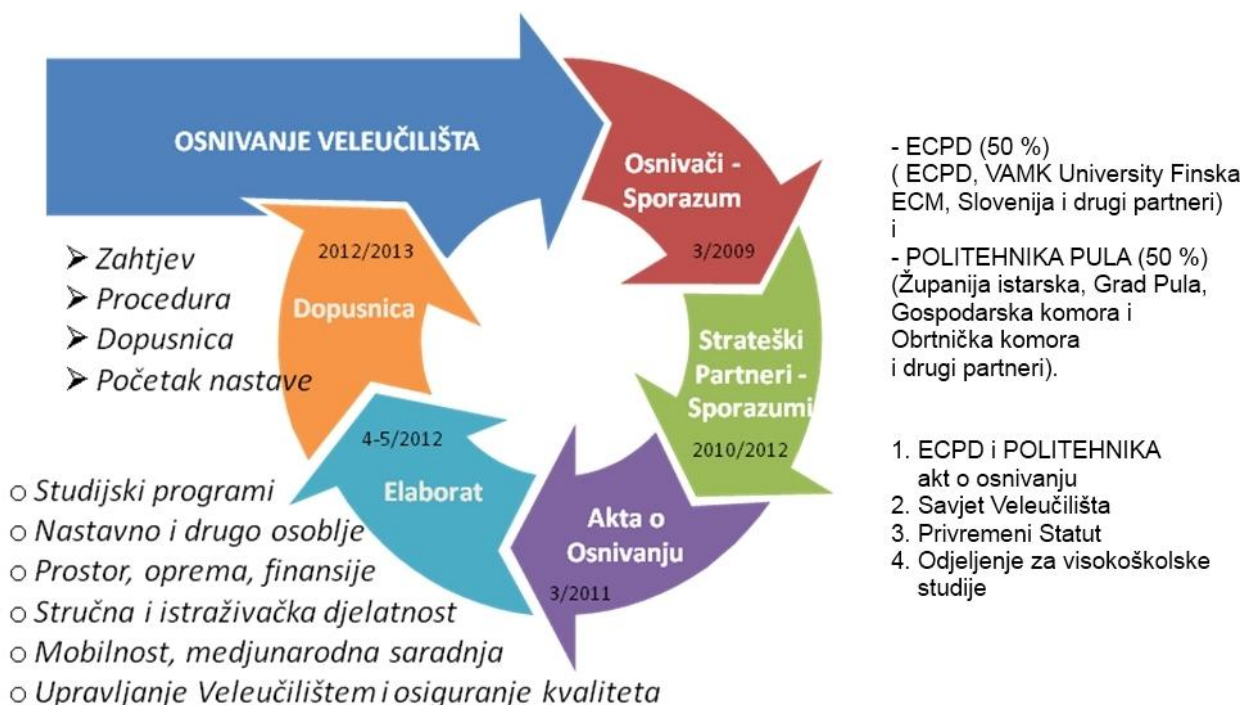 OSNIVANJE VELEUČILIŠTA
Osnivači -
Sporazum
3/2009
Strateški
Partneri -
Sporazumi
2010/2012
Akta o
Osnivanju
3/2011
4-5/2012
Elaborat
2012/2013
Dopusnica
➢ Zahtjev
➢ Procedura
➢ Dopusnica
➢ Početak nastave
○ Studijski programi
○ Nastavno i drugo osoblje
○ Prostor, oprema, finansije
○ Stručna i istraživačka djelatnost
○ Mobilnost, medjunarodna saradnja
○ Upravljanje Veleučilištem i osiguranje kvaliteta
- ECPD (50 %)
( ECPD, VAMK University Finska
ECM, Slovenija i drugi partneri)
i
- POLITEHNIKA PULA (50 %)
(Županija istarska, Grad Pula,
Gospodarska komora i
Obrtnička komora
i drugi partneri).
1. ECPD i POLITEHNIKA
akt o osnivanju
2. Savjet Veleučilišta
3. Privremeni Statut
4. Odjeljenje za visokoškolske
studije